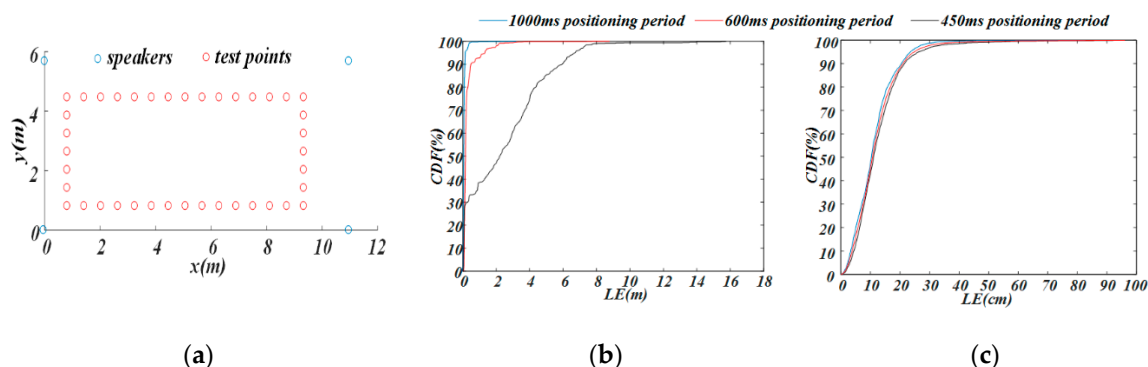 1000ms positioning period 600ms positioning period 450ms positioning period
speakers test points
6
4
2
0
y(m)
0 2 4 6 8 10 12
x(m)
100
90
80
70
60
50
40
30
20
10
0
CDF(%)
0 2 4 6 8 10 12 14 16 18
LE(m)
100
90
80
70
60
50
40
30
20
10
0
CDF(%)
0 10 20 30 40 50 60 70 80 90 100
LE(cm)
(a) (b) (c)